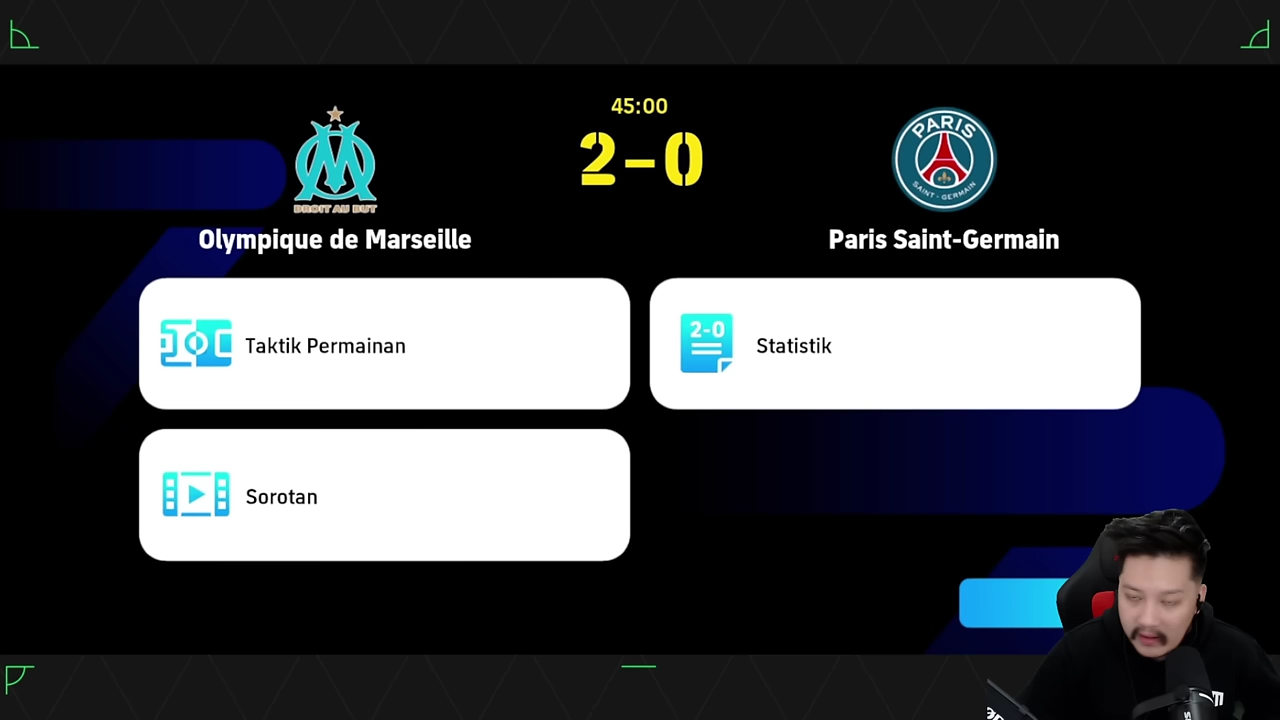 45:00
2-0
DROIT AU BUT
PARIS
SAINT-GERMAIN
Olympique de Marseille
Paris Saint-Germain
Taktik Permainan
2-0
Statistik
Sorotan